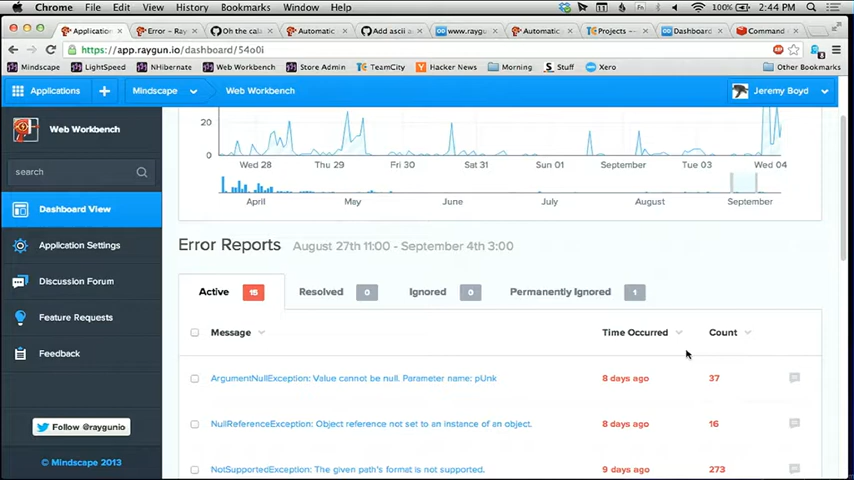 Chrome File Edit View History Bookmarks Window Help 100% 2:44 PM
Application Error – Ray Oh the cala Automatic Add ascii a www.rayg Automatic Projects – Dashboard Command
https://app.raygun.io/dashboard/54o0i
Mindscape LightSpeed NHibernate Web Workbench Store Admin TeamCity Hacker News Morning Stuff Xero Other Bookmarks
Applications + Mindscape Web Workbench Jeremy Boyd
Web Workbench
search
Dashboard View
Application Settings
Discussion Forum
Feature Requests
Feedback
Follow @raygunio
© Mindscape 2013
20
0
Wed 28 Thu 29 Fri 30 Sat 31 Sun 01 September Tue 03 Wed 04
April May June July August September
Error Reports August 27th 11:00 - September 4th 3:00
Active 15 Resolved 0 Ignored 0 Permanently Ignored 1
Message Time Occurred Count
ArgumentNullException: Value cannot be null. Parameter name: pUnk 8 days ago 37
NullReferenceException: Object reference not set to an instance of an object. 8 days ago 16
NotSupportedException: The given path's format is not supported. 9 days ago 273